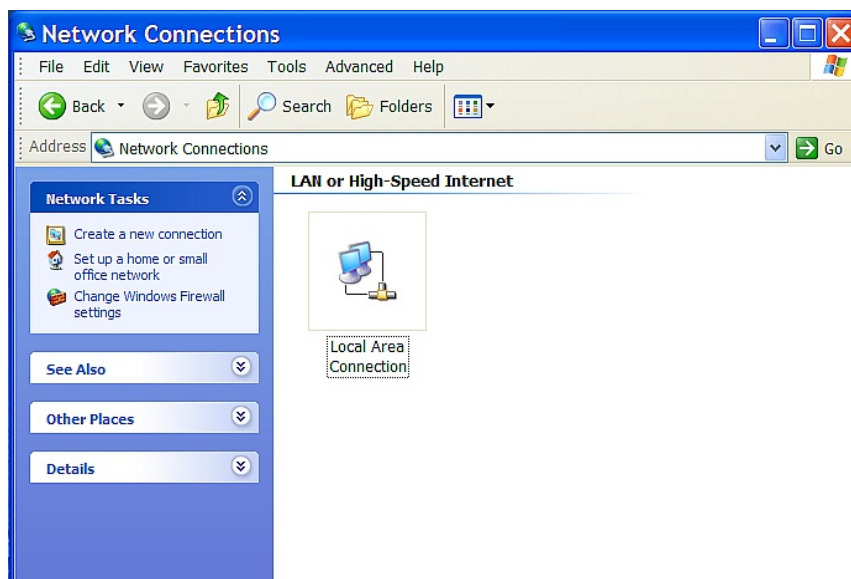 Network Connections
File Edit View Favorites Tools Advanced Help
Back Search Folders
Address Network Connections Go
Network Tasks
Create a new connection
Set up a home or small
office network
Change Windows Firewall
settings
See Also
Other Places
Details
LAN or High-Speed Internet
Local Area
Connection